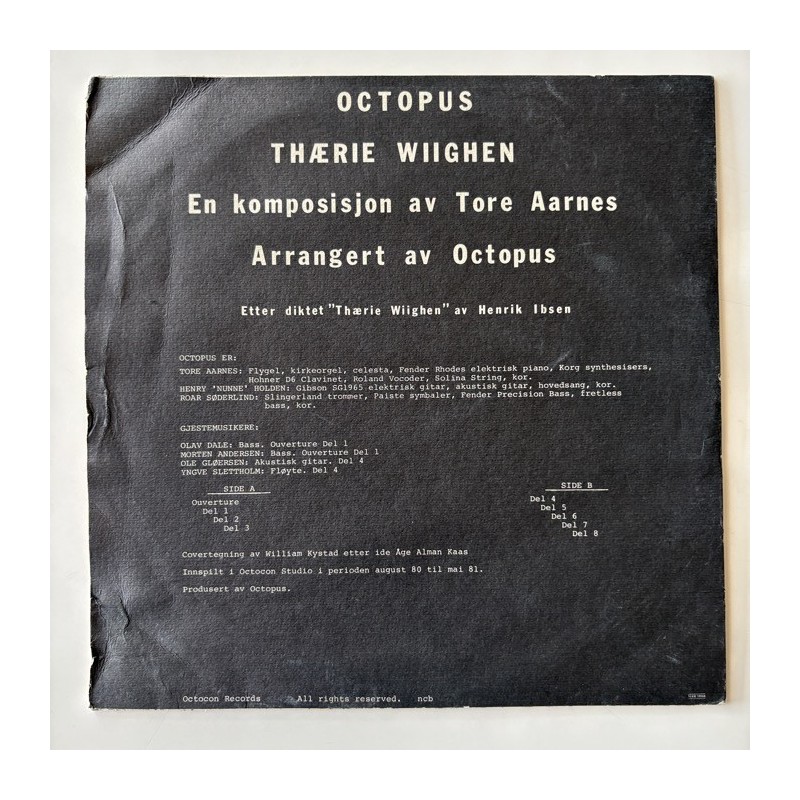 OCTOPUS
THÆRIE WIIGHEN
En komposisjon av Tore Aarnes
Arrangert av Octopus
Etter diktet "Thærie Wiighen" av Henrik Ibsen
OCTOPUS ER:
TORE AARNES: Flygel, kirkeorgel, celesta, Fender Rhodes elektrisk piano, Korg synthesisers,
Hohner D6 Clavinet, Roland Vocoder, Solina String, kor.
HENRY 'NUNNE' HOLDEN: Gibson SG1965 elektrisk gitar, akustisk gitar, hovedsang, kor.
ROAR SØDERLIND: Slingerland trommer, Paiste symbaler, Fender Precision Bass, fretless
bass, kor.
GJESTEMUSIKERE:
OLAV DALE: Bass. Ouverture Del 1
MORTEN ANDERSEN: Bass. Ouverture Del 1
OLE GLØERSEN: Akustisk gitar. Del 4
YNGVE SLETTHOLM: Fløyte. Del 4
SIDE A
Ouverture
Del 1
Del 2
Del 3
SIDE B
Del 4
Del 5
Del 6
Del 7
Del 8
Covertegning av William Kystad etter ide Åge Alman Kaas
Innspilt i Octocon Studio i perioden august 80 til mai 81.
Produsert av Octopus.
Octocon Records All rights reserved. ncb